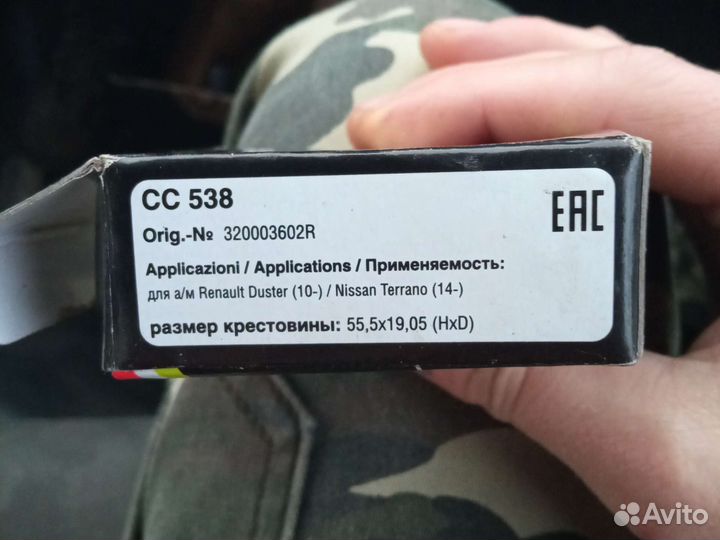 CC 538
EAC
Orig.-№ 320003602R
Applicazioni / Applications / Применяемость:
для а/м Renault Duster (10-) / Nissan Terrano (14-)
размер крестовины: 55,5x19,05 (HxD)
Avito